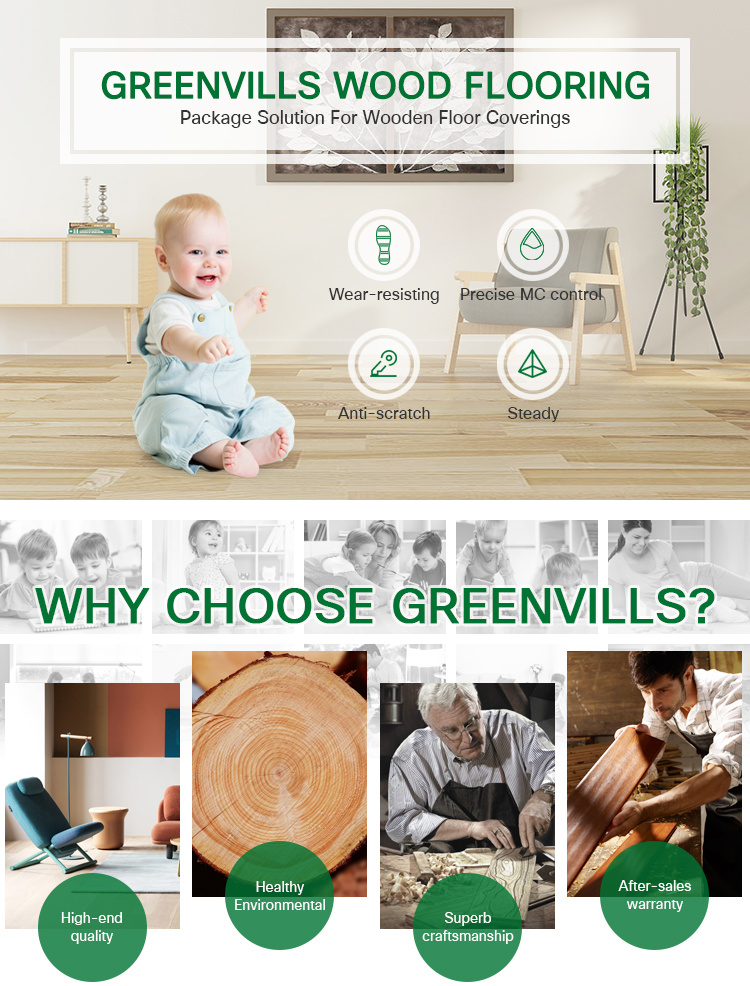 GREENVILLS WOOD FLOORING
Package Solution For Wooden Floor Coverings
Wear-resisting
Precise MC control
Anti-scratch
Steady
WHY CHOOSE GREENVILLS?
High-end
quality
Healthy
Environmental
Superb
craftsmanship
After-sales
warranty